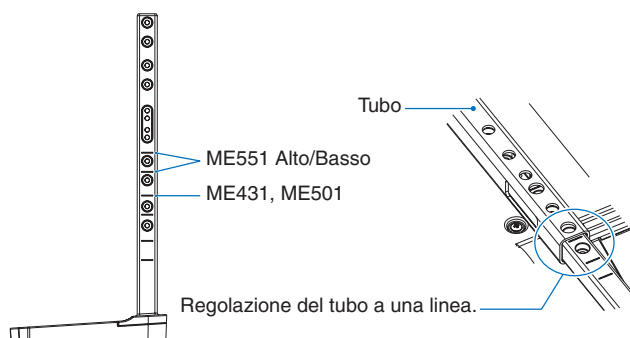 Tubo
ME551 Alto/Basso
ME431, ME501
Regolazione del tubo a una linea.